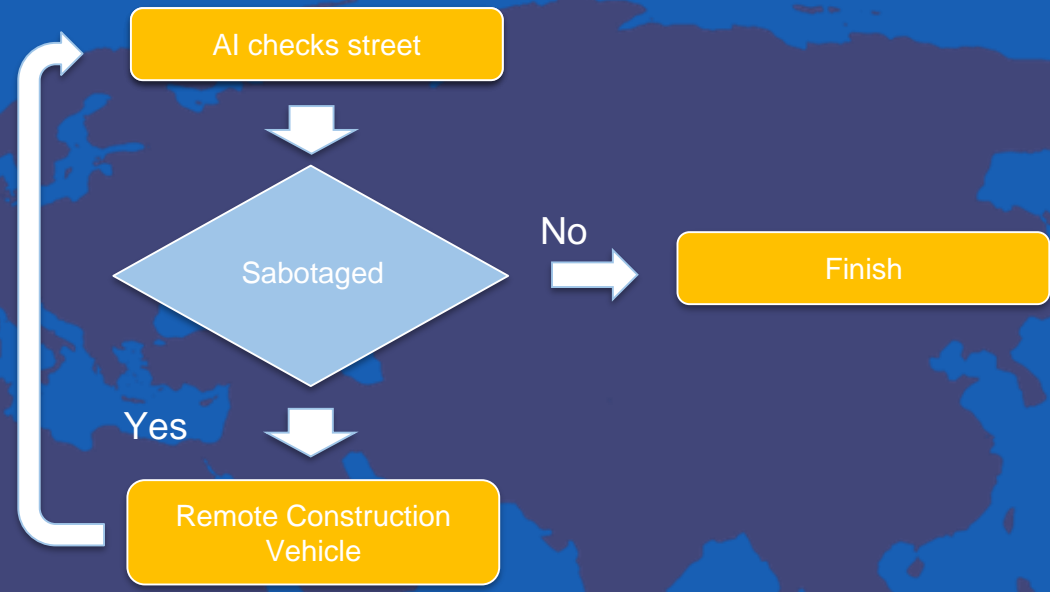 AI checks street
Sabotaged
No
Finish
Yes
Remote Construction
Vehicle